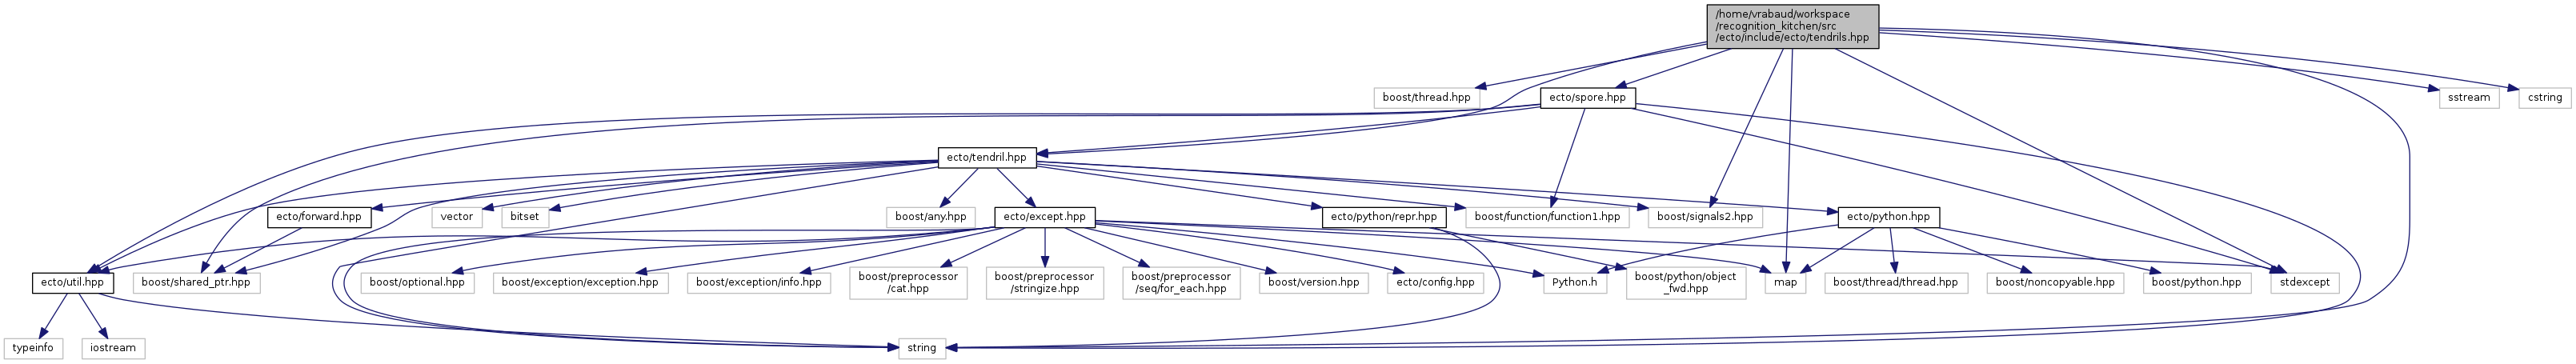 /home/vrabaud/workspace
/recognition_kitchen/src
/ecto/include/ecto/tendrils.hpp
boost/thread.hpp
ecto/spore.hpp
sstream
cstring
ecto/tendril.hpp
ecto/forward.hpp
vector
bitset
boost/any.hpp
ecto/except.hpp
ecto/python/repr.hpp
boost/function/function1.hpp
boost/signals2.hpp
ecto/python.hpp
ecto/util.hpp
boost/shared_ptr.hpp
boost/optional.hpp
boost/exception/exception.hpp
boost/exception/info.hpp
boost/preprocessor
/cat.hpp
boost/preprocessor
/stringize.hpp
boost/preprocessor
/seq/for_each.hpp
boost/version.hpp
ecto/config.hpp
Python.h
boost/python/object
_fwd.hpp
map
boost/thread/thread.hpp
boost/noncopyable.hpp
boost/python.hpp
stdexcept
typeinfo
iostream
string